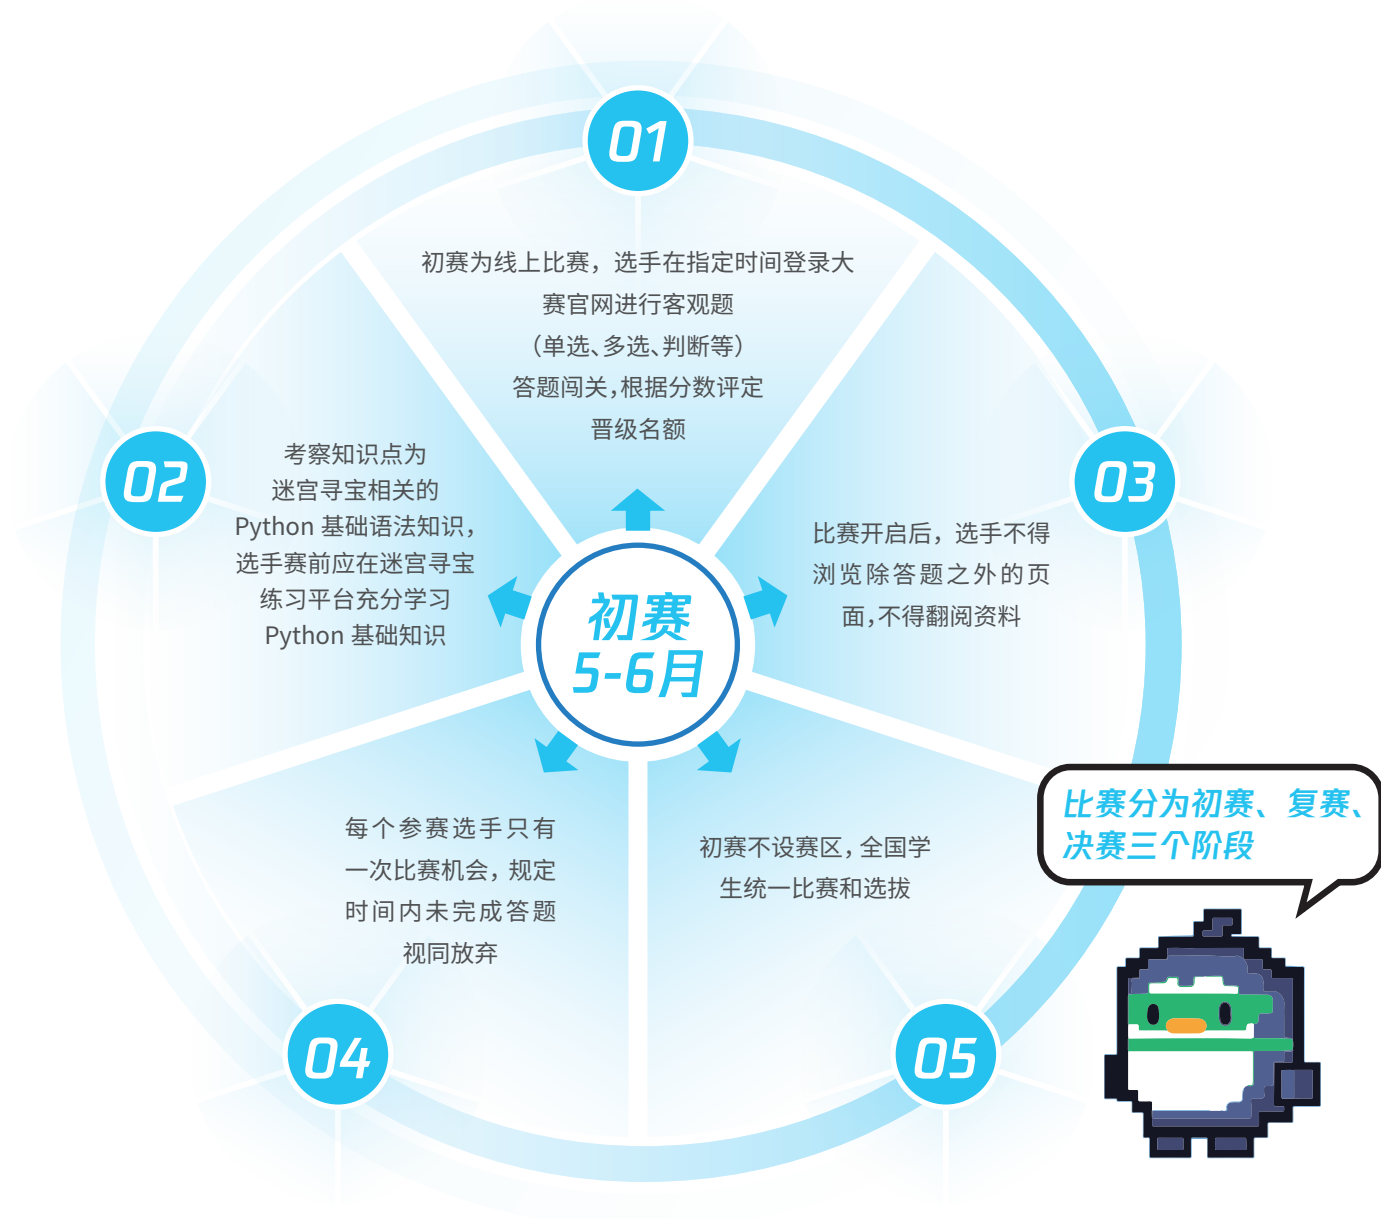 01
初赛为线上比赛，选手在指定时间登录大
赛官网进行客观题
（单选、多选、判断等）
答题闯关，根据分数评定
晋级名额
02
考察知识点为
迷宫寻宝相关的
Python 基础语法知识，
选手赛前应在迷宫寻宝
练习平台充分学习
Python 基础知识
03
比赛开启后，选手不得
浏览除答题之外的页
面，不得翻阅资料
初赛
5-6月
04
每个参赛选手只有
一次比赛机会，规定
时间内未完成答题
视同放弃
05
初赛不设赛区，全国学
生统一比赛和选拔
比赛分为初赛、复赛、
决赛三个阶段